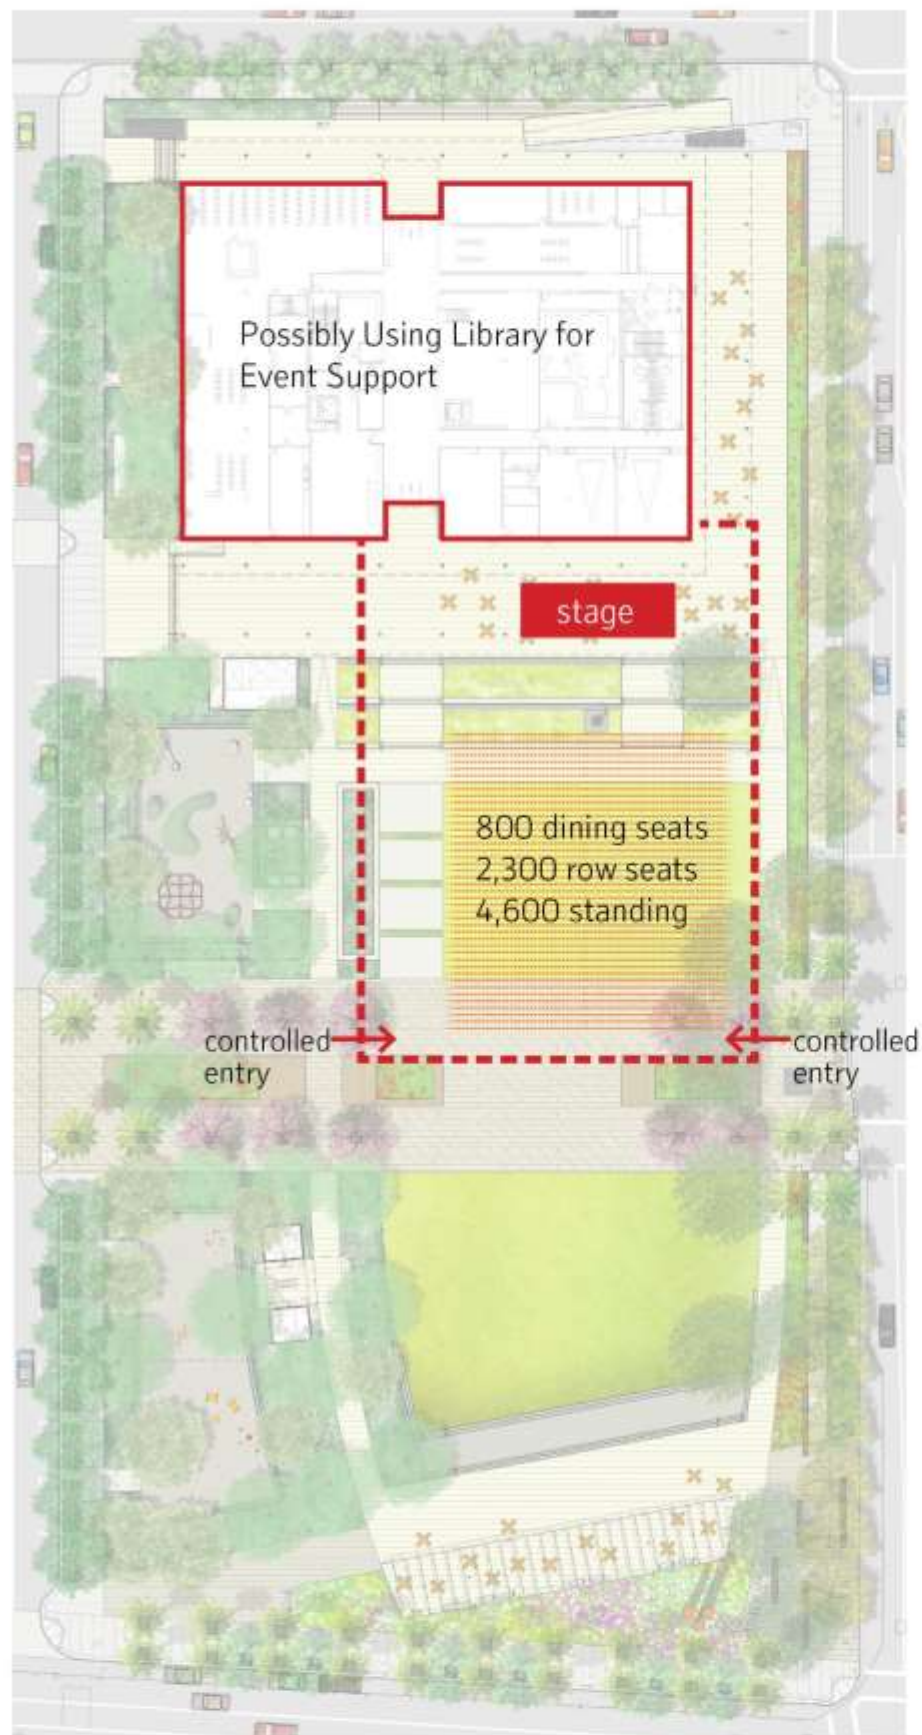 Possibly Using Library for
Event Support
stage
800 dining seats
2,300 row seats
4,600 standing
controlled
entry
controlled
entry